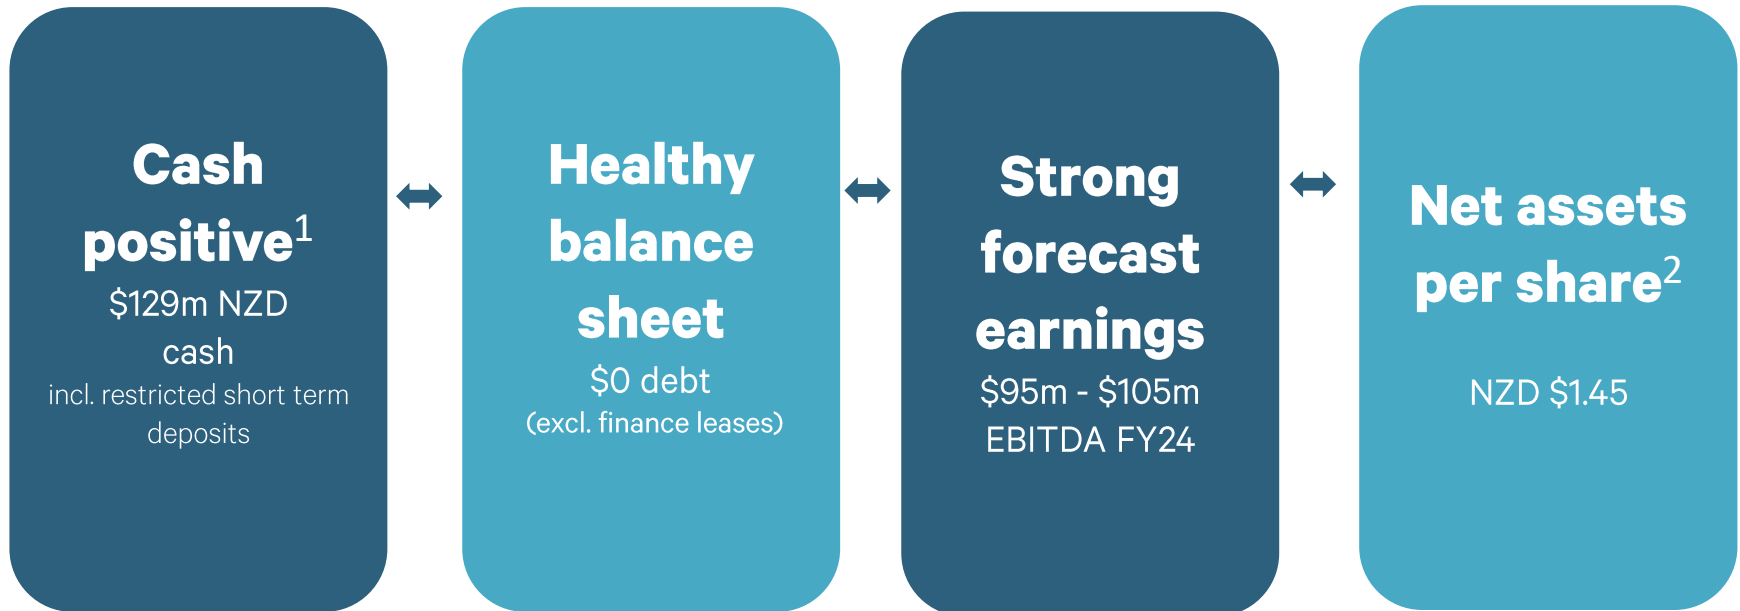 Cash
positive1
$129m NZD
cash
incl. restricted short term
deposits
Healthy
balance
sheet
$0 debt
(excl. finance leases)
Strong
forecast
earnings
$95m - $105m
EBITDA FY24
Net assets
per share2
NZD $1.45